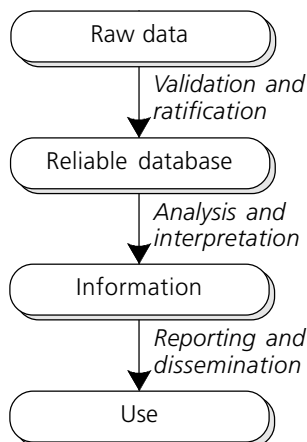 Raw data
Validation and
ratification
Reliable database
Analysis and
interpretation
Information
Reporting and
dissemination
Use